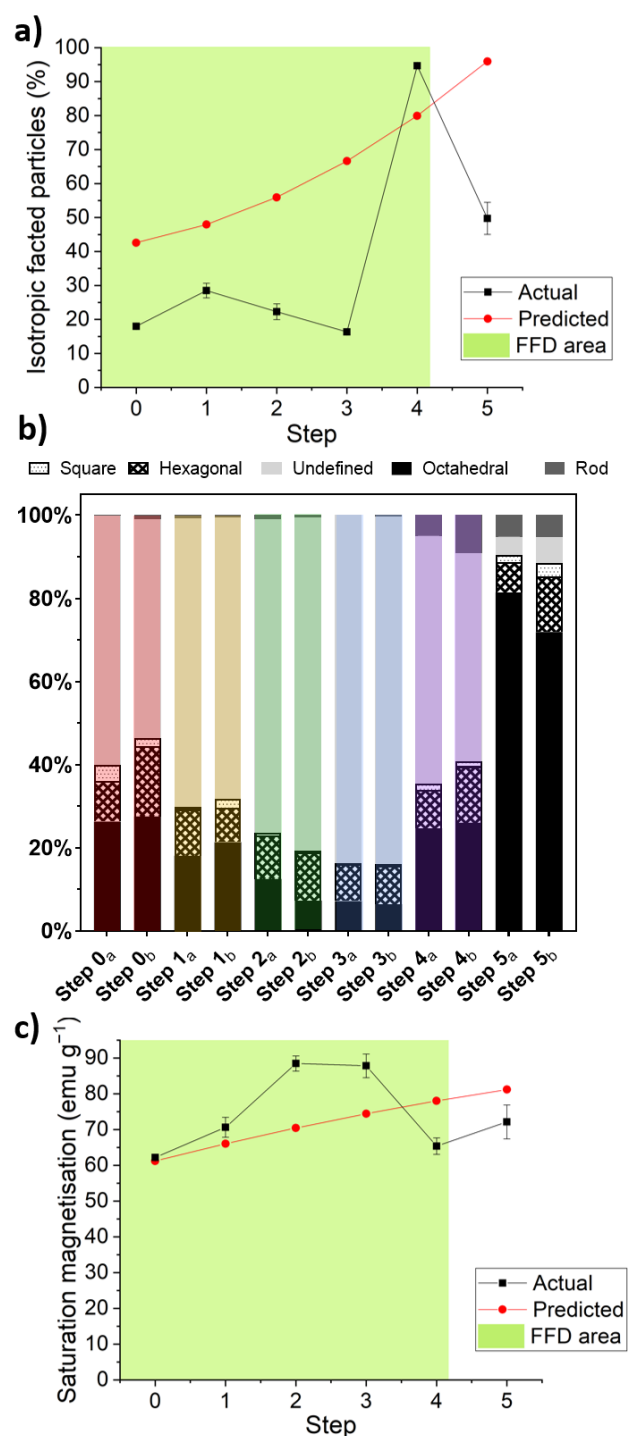 a)
Isotropic facted particles (%)
100
90
80
70
60
50
40
30
20
10
0
Actual
Predicted
FFD area
0 1 2 3 4 5
Step
b)
Square Hexagonal Undefined Octahedral Rod
100%
80%
60%
40%
20%
0%
Step 0a Step 0b Step 1a Step 1b Step 2a Step 2b Step 3a Step 3b Step 4a Step 4b Step 5a Step 5b
c)
Saturation magnetisation (emu g⁻¹)
90
80
70
60
50
40
30
20
10
0
Actual
Predicted
FFD area
0 1 2 3 4 5
Step